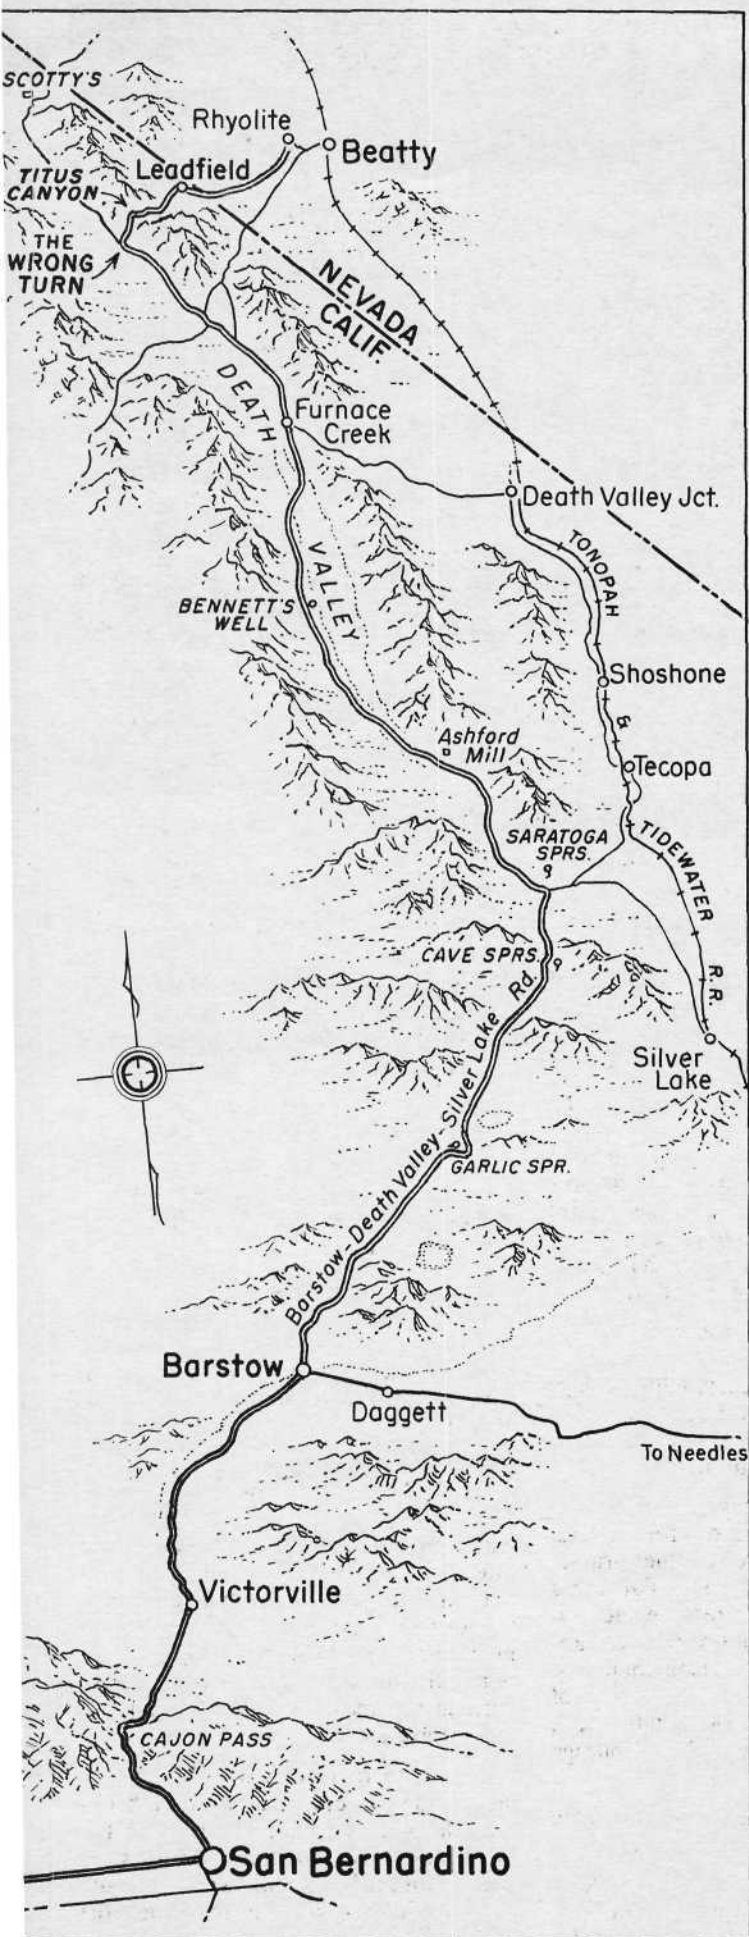 SCOTTY'S
Rhyolite
Beatty
Leadfield
TITUS
CANYON
THE
WRONG
TURN
NEVADA
CALIF.
DEATH
VALLEY
Furnace
Creek
Death Valley Jct.
TONOPAH
&
TIDEWATER
R.R.
BENNETT'S
WELL
Shoshone
Ashford
Mill
Tecopa
SARATOGA
SPRS.
CAVE SPRS.
Silver
Lake
Barstow-Death Valley-Silver Lake Rd.
GARLIC SPR.
Barstow
Daggett
To Needles
Victorville
CAJON PASS
San Bernardino